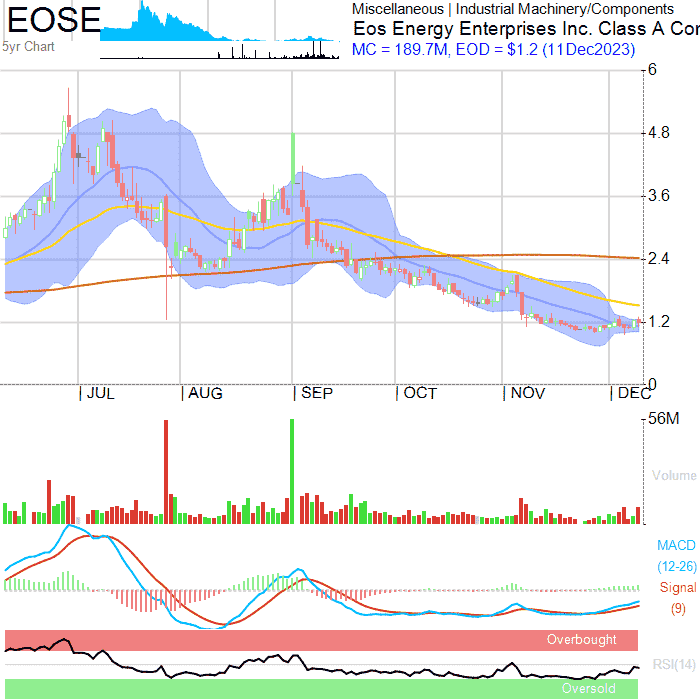 EOSE
5yr Chart
Miscellaneous | Industrial Machinery/Components
Eos Energy Enterprises Inc. Class A Cor
MC = 189.7M, EOD = $1.2 (11Dec2023)
6
4.8
3.6
2.4
1.2
0
| JUL
| AUG
| SEP
| OCT
| NOV
| DEC
56M
Volume
MACD
(12-26)
Signal
(9)
Overbought
RSI(14)
Oversold